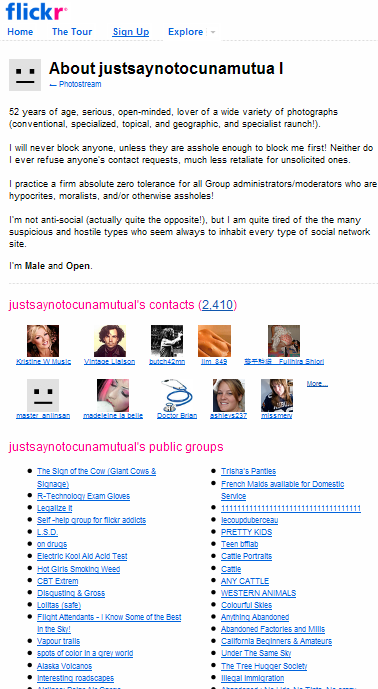 flickr
Home The Tour Sign Up Explore
About justsaynotocunamutua l
← Photostream
52 years of age, serious, open-minded, lover of a wide variety of photographs
(conventional, specialized, topical, and geographic, and specialist raunch!).
I will never block anyone, unless they are asshole enough to block me first! Neither do
I ever refuse anyone's contact requests, much less retaliate for unsolicited ones.
I practice a firm absolute zero tolerance for all Group administrators/moderators who are
hypocrites, moralists, and/or otherwise assholes!
I'm not anti-social (actually quite the opposite!), but I am quite tired of the the many
suspicious and hostile types who seem always to inhabit every type of social network
site.
I'm Male and Open.
justsaynotocunamutual's contacts (2,410)
Kristine W Music Vintage Liaison butch42mn jim_849 Fujihira Shiori
master_anjinsan madeleine la belle Doctor Brian ashleys237 missmerv
More...
justsaynotocunamutual's public groups
The Sign of the Cow (Giant Cows &
Signage)
R-Technology Exam Gloves
Legalize It
Self-help group for flickr addicts
L.S.D.
on drugs
Electric Kool Aid Acid Test
Hot Girls Smoking Weed
CBT Extrem
Disgusting & Gross
Lolitas (safe)
Flight Attendants - I Know Some of the Best
in the Sky!
Vapour trails
spots of color in a grey world
Alaska Volcanos
Interesting roadscapes
Trisha's Panties
French Maids available for Domestic
Service
lecoupduberceau
PRETTY KIDS
Teen bfflab
Cattle Portraits
Cattle
ANY CATTLE
WESTERN ANIMALS
Colourful Skies
Anything Abandoned
Abandoned Factories and Mills
California Beginners & Amateurs
Under The Same Sky
The Tree Hugger Society
Illegal Immigration